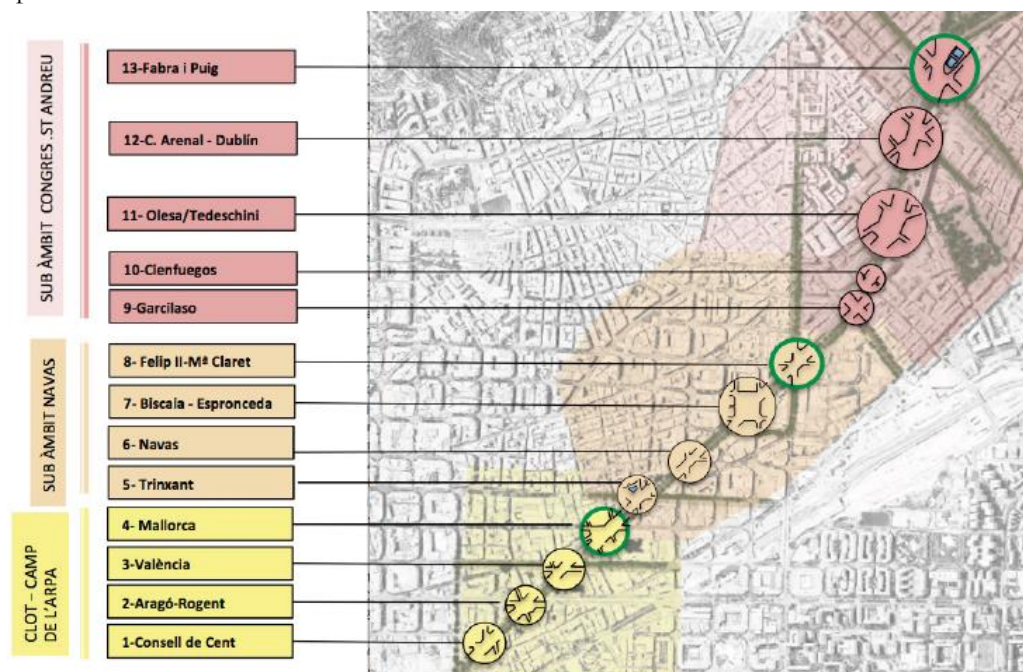 SUB ÀMBIT CONGRES .ST ANDREU
13-Fabra i Puig
12-C. Arenal - Dublín
11- Olesa/Tedeschini
10-Cienfuegos
9-Garcilaso
SUB ÀMBIT NAVAS
8- Felip II-Mª Claret
7- Biscaia - Espronceda
6- Navas
5- Trinxant
CLOT – CAMP
DE L'ARPA
4- Mallorca
3-València
2-Aragó-Rogent
1-Consell de Cent